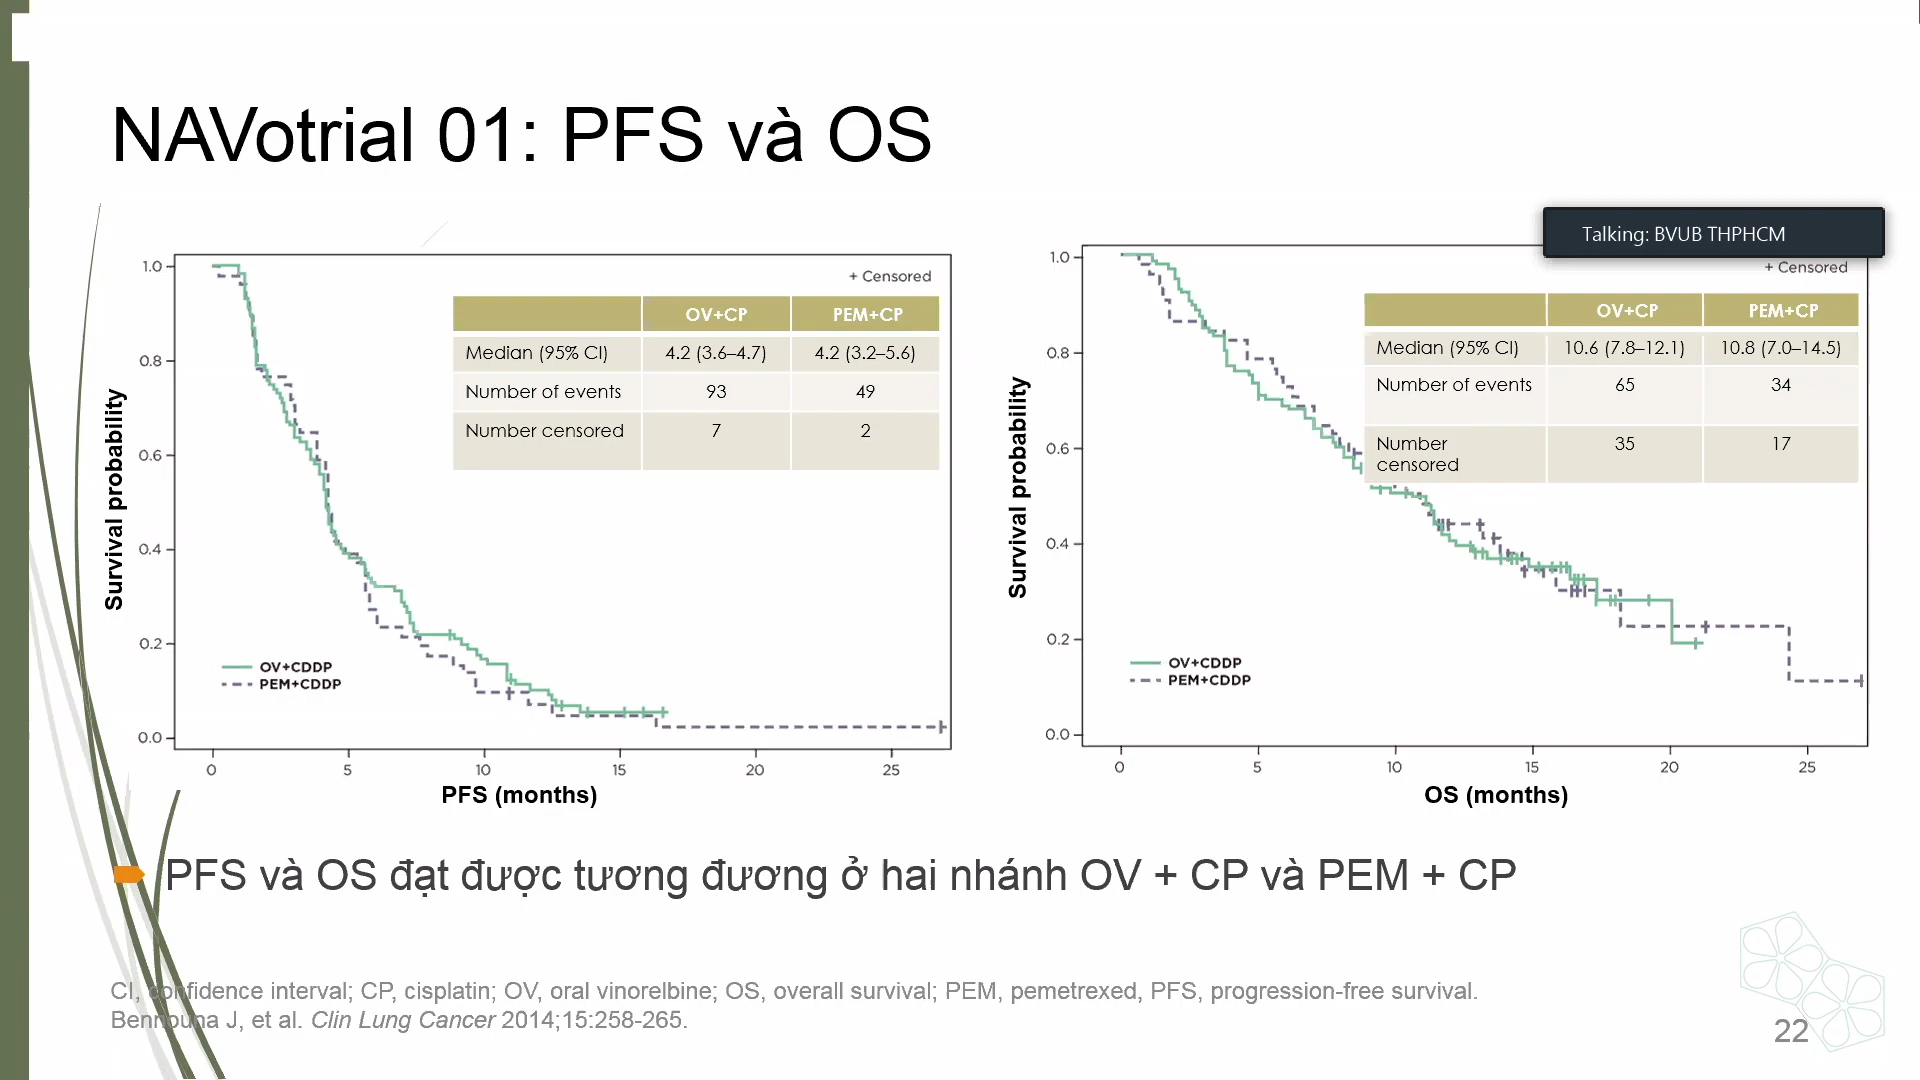 NAVotrial 01: PFS và OS
Talking: BVUB THPHCM
1.0
0.8
0.6
0.4
0.2
0.0
Survival probability
+ Censored
OV+CP PEM+CP
Median (95% CI) 4.2 (3.6–4.7) 4.2 (3.2–5.6)
Number of events 93 49
Number censored 7 2
OV+CDDP
PEM+CDDP
0 5 10 15 20 25
PFS (months)
1.0
0.8
0.6
0.4
0.2
0.0
Survival probability
+ Censored
OV+CP PEM+CP
Median (95% CI) 10.6 (7.8–12.1) 10.8 (7.0–14.5)
Number of events 65 34
Number 35 17
censored
OV+CDDP
PEM+CDDP
0 5 10 15 20 25
OS (months)
PFS và OS đạt được tương đương ở hai nhánh OV + CP và PEM + CP
CI, confidence interval; CP, cisplatin; OV, oral vinorelbine; OS, overall survival; PEM, pemetrexed, PFS, progression-free survival.
Bennouna J, et al. Clin Lung Cancer 2014;15:258-265.
22